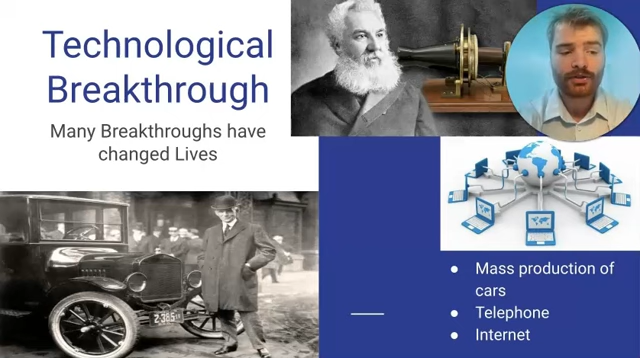 Technological
Breakthrough
Many Breakthroughs have
changed Lives
Mass production of
cars
Telephone
Internet